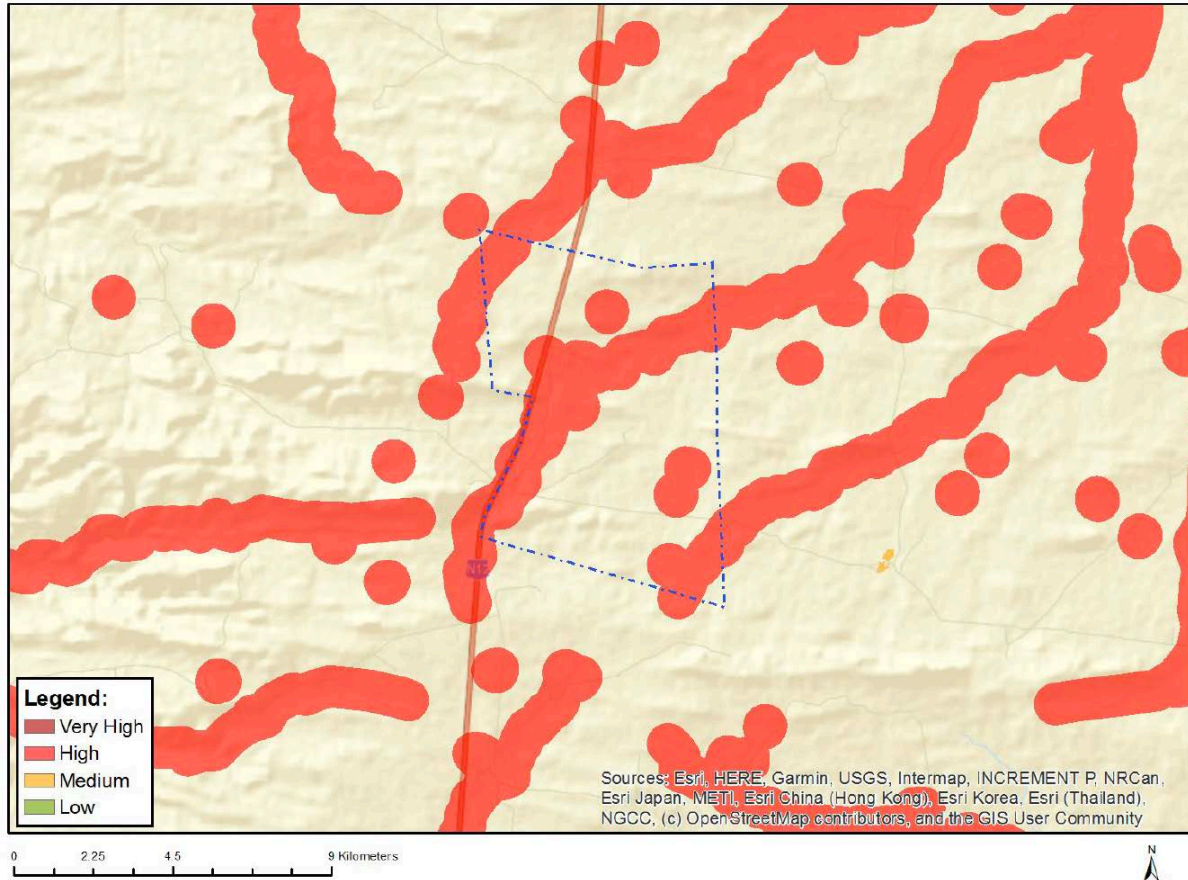 N12
Legend:
Very High
High
Medium
Low
Sources: Esri, HERE, Garmin, USGS, Intermap, INCREMENT P, NRCan,
Esri Japan, METI, Esri China (Hong Kong), Esri Korea, Esri (Thailand),
NGCC, (c) OpenStreetMap contributors, and the GIS User Community
0 2.25 4.5 9 Kilometers
N